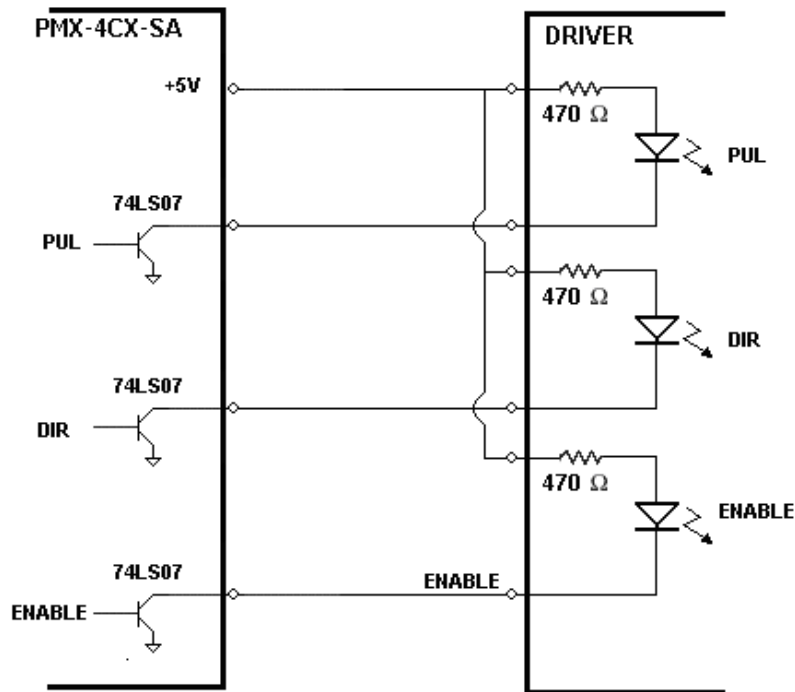 PMX-4CX-SA
DRIVER
+5V
470 Ω
PUL
74LS07
PUL
470 Ω
DIR
74LS07
DIR
470 Ω
ENABLE
74LS07
ENABLE
ENABLE